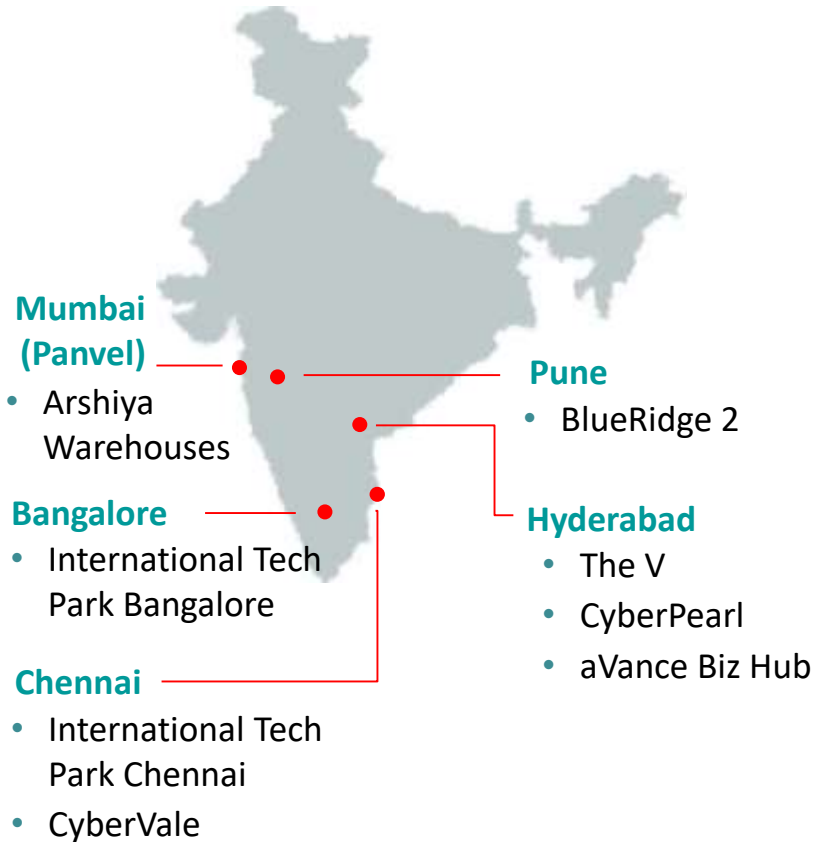 Mumbai
(Panvel)
• Arshiya
Warehouses
Pune
• BlueRidge 2
Bangalore
• International Tech
Park Bangalore
Hyderabad
• The V
• CyberPearl
• aVance Biz Hub
Chennai
• International Tech
Park Chennai
• CyberVale